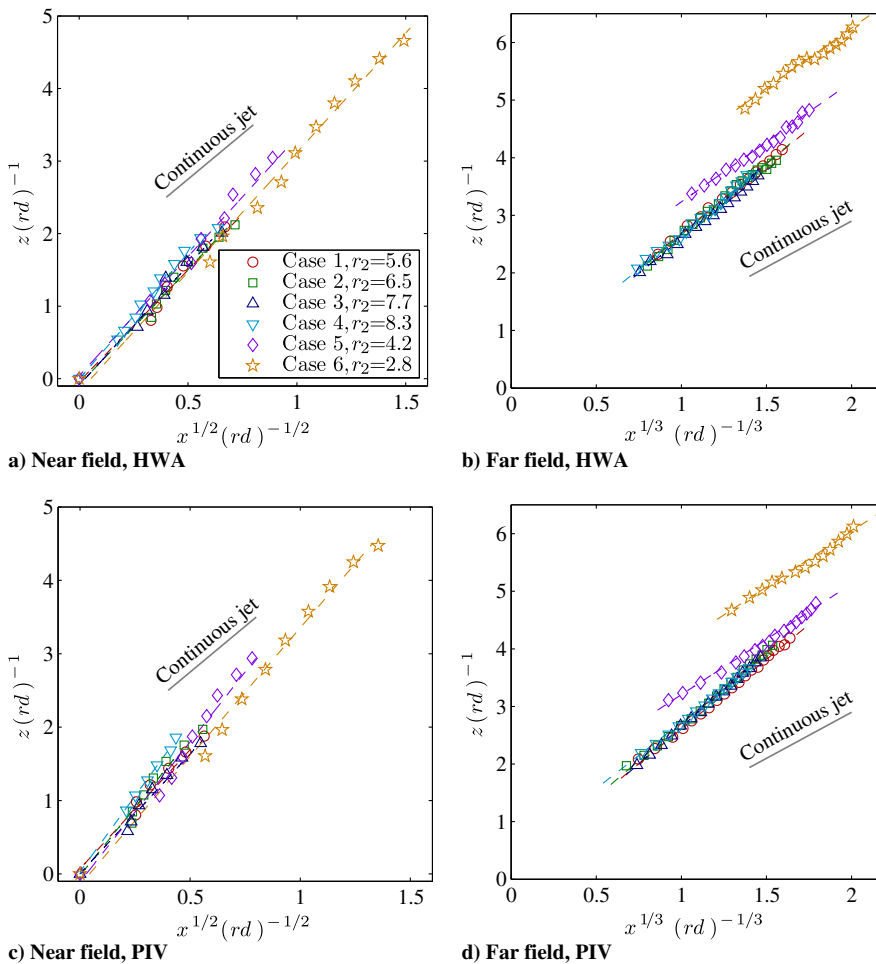 5
4
3
2
1
0
z(rd)⁻¹
Continuous jet
Case 1, r₂=5.6
Case 2, r₂=6.5
Case 3, r₂=7.7
Case 4, r₂=8.3
Case 5, r₂=4.2
Case 6, r₂=2.8
0 0.5 1 1.5
x^{1/2}(rd)^{-1/2}
a) Near field, HWA
6
5
4
3
2
1
0
z(rd)⁻¹
Continuous jet
0 0.5 1 1.5 2
x^{1/3} (rd)^{-1/3}
b) Far field, HWA
5
4
3
2
1
0
z(rd)⁻¹
Continuous jet
0 0.5 1 1.5
x^{1/2}(rd)^{-1/2}
c) Near field, PIV
6
5
4
3
2
1
0
z(rd)⁻¹
Continuous jet
0 0.5 1 1.5 2
x^{1/3} (rd)^{-1/3}
d) Far field, PIV